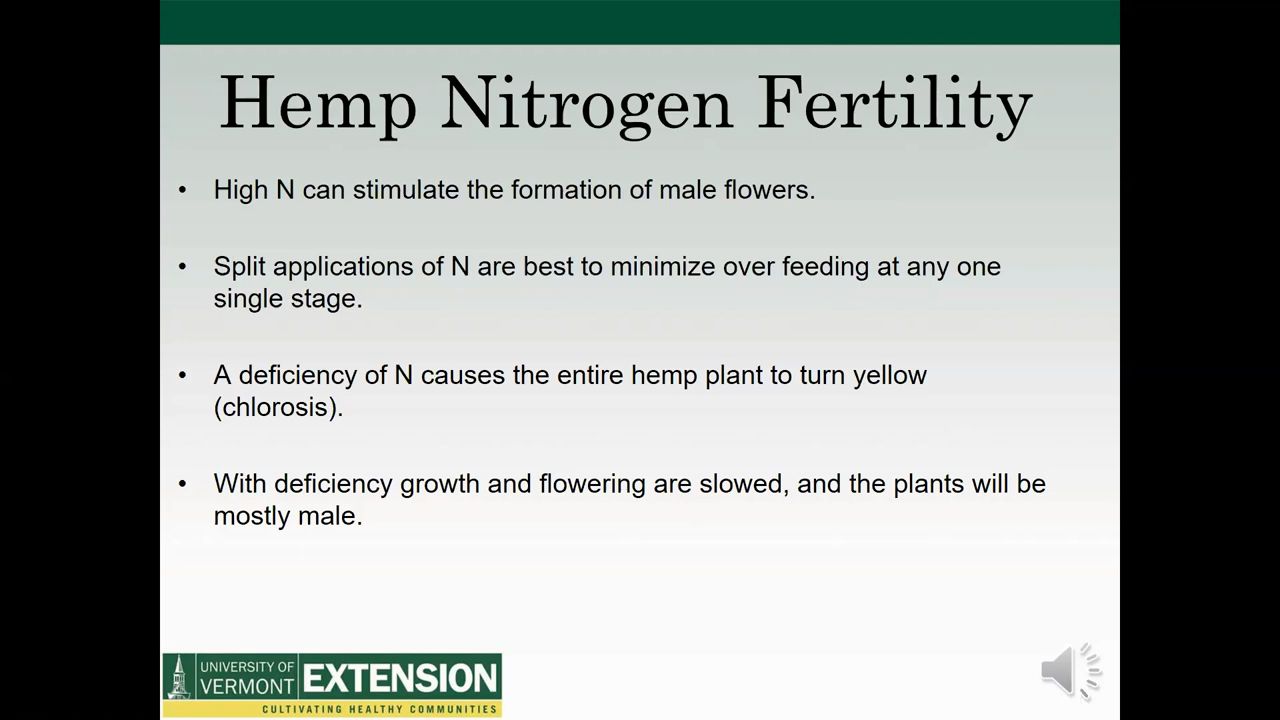 Hemp Nitrogen Fertility
• High N can stimulate the formation of male flowers.
• Split applications of N are best to minimize over feeding at any one
single stage.
• A deficiency of N causes the entire hemp plant to turn yellow
(chlorosis).
• With deficiency growth and flowering are slowed, and the plants will be
mostly male.
UNIVERSITY OF
VERMONT
EXTENSION
CULTIVATING HEALTHY COMMUNITIES